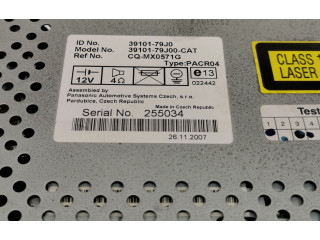 ID No. 39101-79J0
Model No. 39101-79J00-CAT
Ref No. CQ-MX0571G
Type:PACR04
12V 4Ω e13
022442
Assembled by
Panasonic Automotive Systems Czech, s.r.o.
Pardubice, Czech Republic
Made in Czech Republic
Serial No. 255034
26.11.2007
CLASS 1
LASER
Test
1 2 3 4